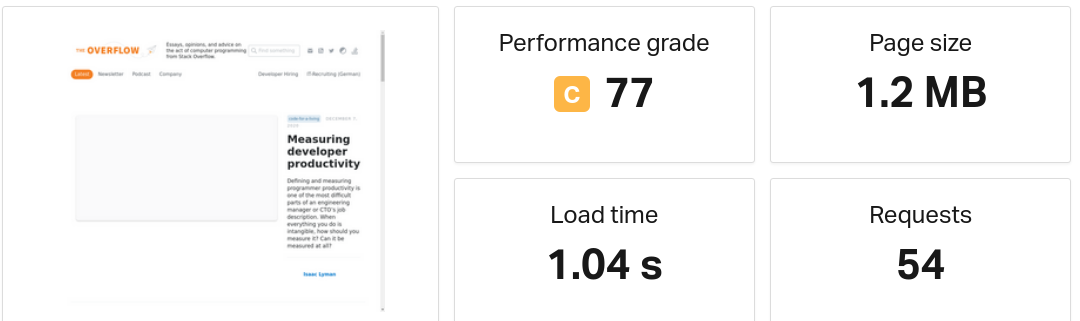 THE OVERFLOW
Essays, opinions, and advice on
the act of computer programming
from Stack Overflow.
Find something
Latest Newsletter Podcast Company Developer Hiring IT-Recruiting (German)
code-for-a-living DECEMBER 7,
Measuring
developer
productivity
Defining and measuring
programmer productivity is
one of the most difficult
parts of an engineering
manager or CTO's job
description. When
everything you do is
intangible, how should you
measure it? Can it be
measured at all?
Isaac Lyman
Performance grade
C 77
Page size
1.2 MB
Load time
1.04 s
Requests
54